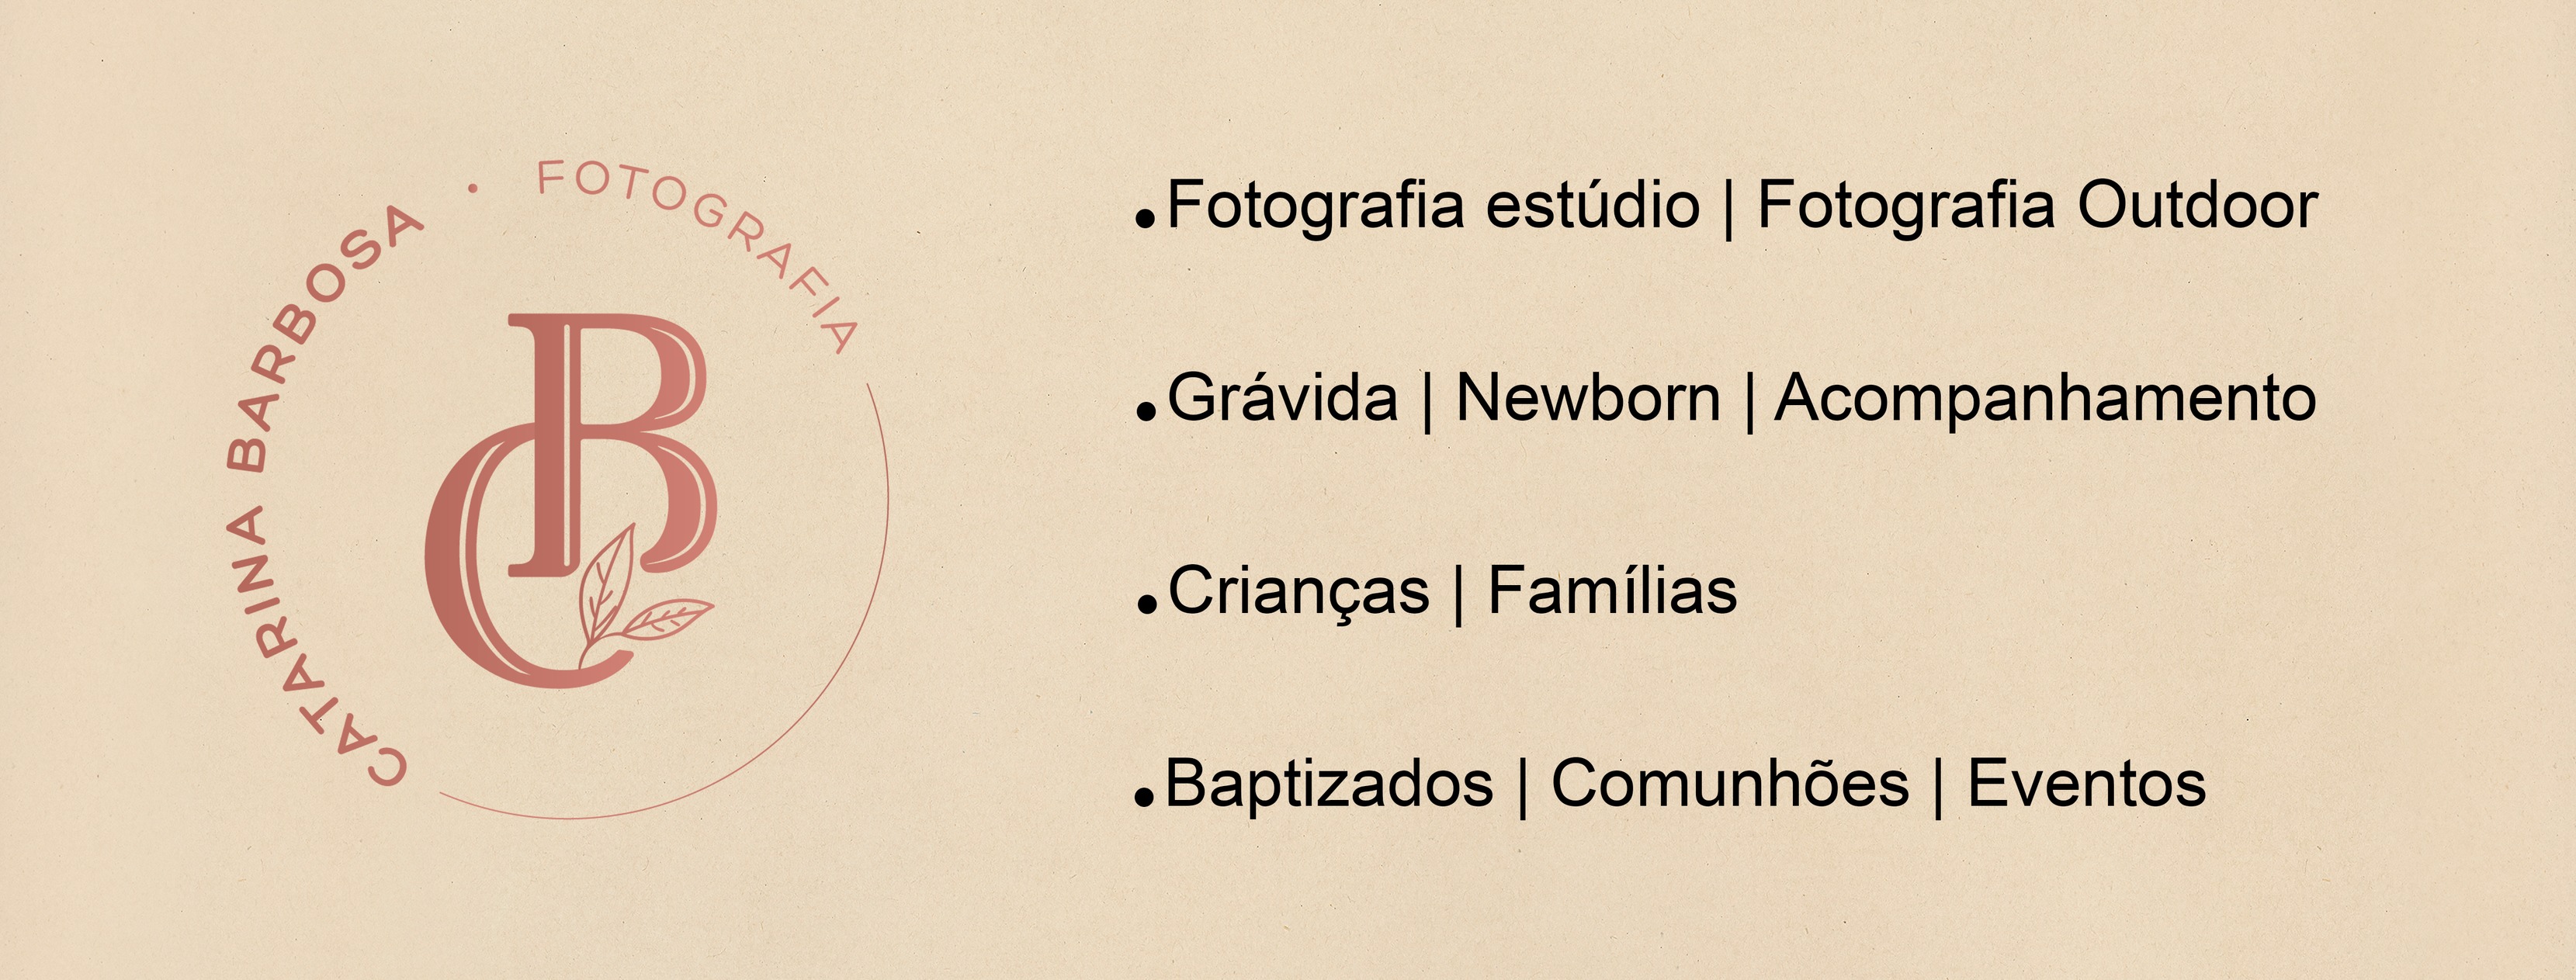 CATARINA BARBOSA • FOTOGRAFIA
CB
•Fotografia estúdio | Fotografia Outdoor
•Grávida | Newborn | Acompanhamento
•Crianças | Famílias
•Baptizados | Comunhões | Eventos